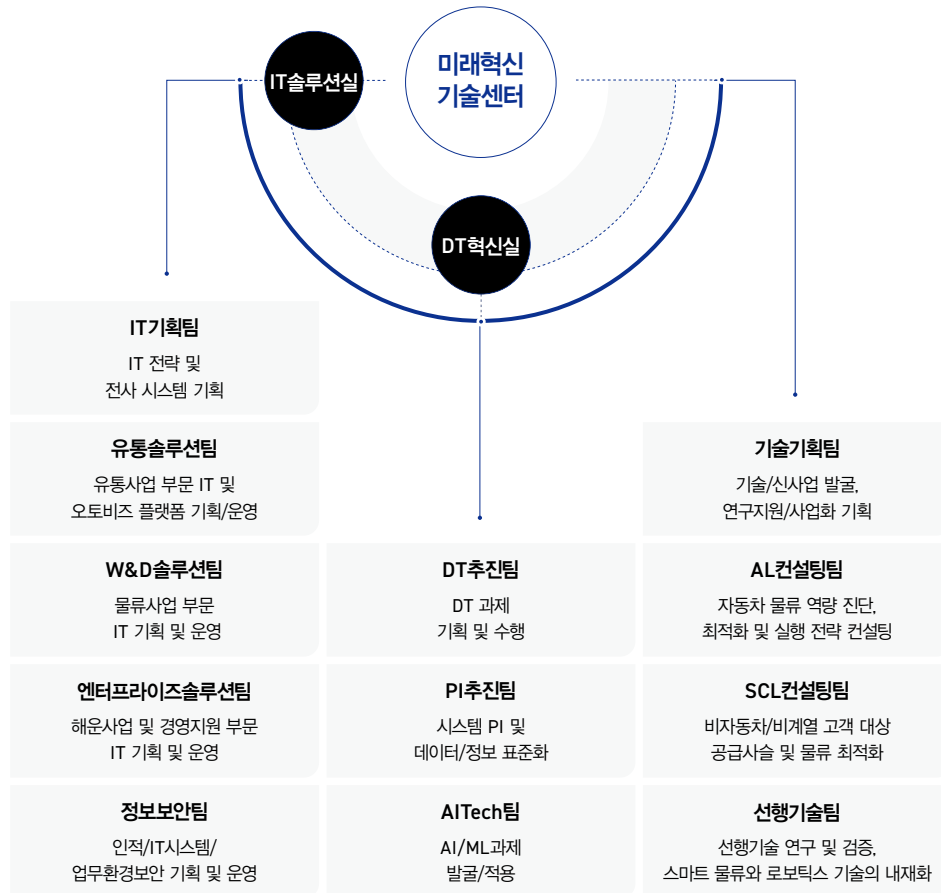 미래혁신
기술센터
IT솔루션실
DT혁신실
IT기획팀
IT 전략 및
전사 시스템 기획
유통솔루션팀
유통사업 부문 IT 및
오토비즈 플랫폼 기획/운영
W&D솔루션팀
물류사업 부문
IT 기획 및 운영
엔터프라이즈솔루션팀
해운사업 및 경영지원 부문
IT 기획 및 운영
정보보안팀
인적/IT시스템/
업무환경보안 기획 및 운영
DT추진팀
DT 과제
기획 및 수행
PI추진팀
시스템 PI 및
데이터/정보 표준화
AITech팀
AI/ML과제
발굴/적용
기술기획팀
기술/신사업 발굴,
연구지원/사업화 기획
AL컨설팅팀
자동차 물류 역량 진단,
최적화 및 실행 전략 컨설팅
SCL컨설팅팀
비자동차/비계열 고객 대상
공급사슬 및 물류 최적화
선행기술팀
선행기술 연구 및 검증,
스마트 물류와 로보틱스 기술의 내재화